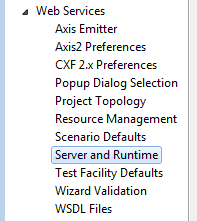 Web Services
Axis Emitter
Axis2 Preferences
CXF 2.x Preferences
Popup Dialog Selection
Project Topology
Resource Management
Scenario Defaults
Server and Runtime
Test Facility Defaults
Wizard Validation
WSDL Files